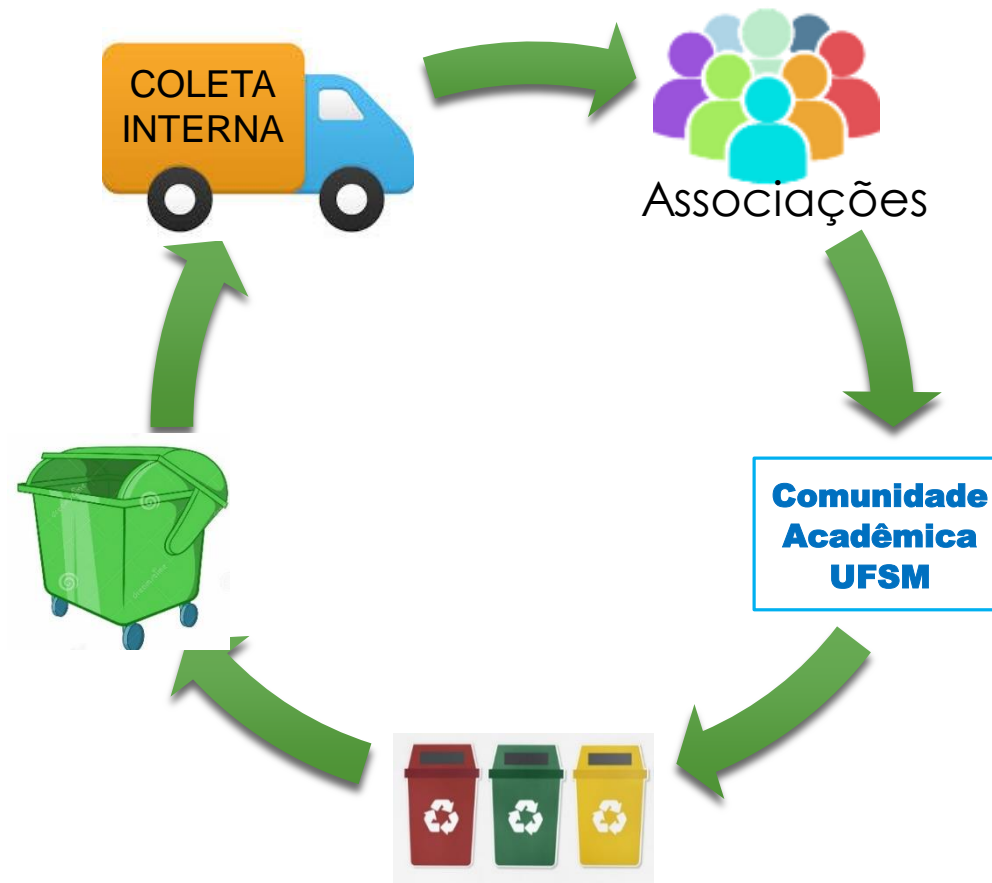 COLETA
INTERNA
Associações
Comunidade
Acadêmica
UFSM